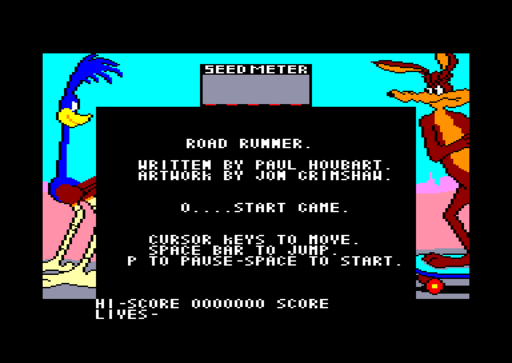 SEED METER
ROAD RUNNER.
WRITTEN BY PAUL HOUBART.
ARTWORK BY JON GRIMSHAW.
0....START GAME.
CURSOR KEYS TO MOVE.
SPACE BAR TO JUMP.
P TO PAUSE-SPACE TO START.
HI-SCORE 0000000 SCORE
LIVES-